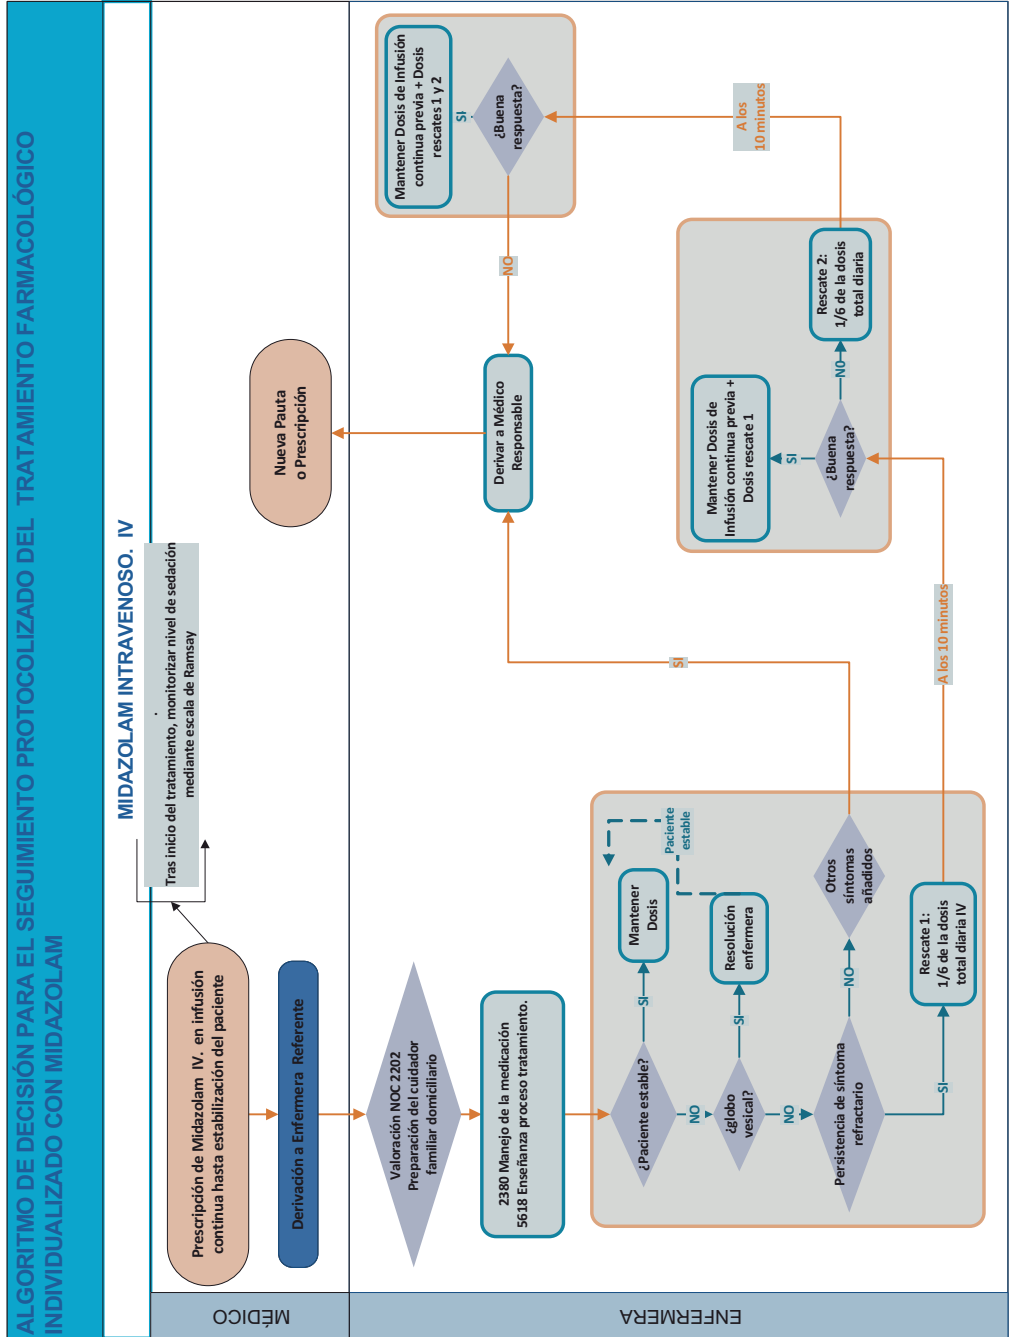 ALGORITMO DE DECISIÓN PARA EL SEGUIMIENTO PROTOCOLIZADO DEL TRATAMIENTO FARMACOLÓGICO
INDIVIDUALIZADO CON MIDAZOLAM
MIDAZOLAM INTRAVENOSO. IV
MÉDICO
Prescripción de Midazolam IV. en infusión
continua hasta estabilización del paciente
.
Tras inicio del tratamiento, monitorizar nivel de sedación
mediante escala de Ramsay
Derivación a Enfermera Referente
Nueva Pauta
o Prescripción
ENFERMERA
Valoración NOC 2202
Preparación del cuidador
familiar domiciliario
2380 Manejo de la medicación
5618 Enseñanza proceso tratamiento.
¿Paciente estable?
SI
Mantener
Dosis
NO
¿globo
vesical?
SI
Resolución
enfermera
Paciente
estable
NO
Persistencia de síntoma
refractario
NO
Otros
síntomas
añadidos
SI
SI
Rescate 1:
1/6 de la dosis
total diaria IV
A los 10 minutos
Derivar a Médico
Responsable
¿Buena
respuesta?
SI
Mantener Dosis de
Infusión continua previa +
Dosis rescate 1
N0
Rescate 2:
1/6 de la dosis
total diaria
A los
10 minutos
¿Buena
respuesta?
SI
Mantener Dosis de Infusión
continua previa + Dosis
rescates 1 y 2
NO